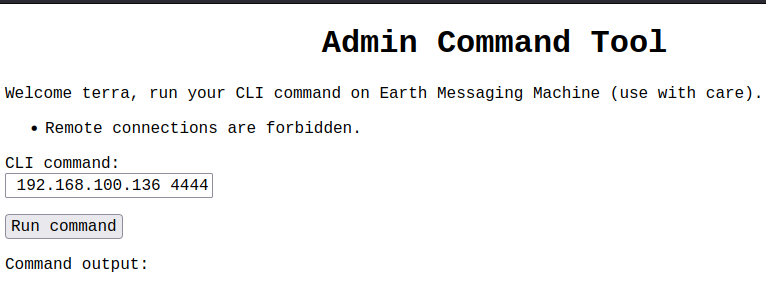 Admin Command Tool
Welcome terra, run your CLI command on Earth Messaging Machine (use with care).
Remote connections are forbidden.
CLI command:
192.168.100.136 4444
Run command
Command output: